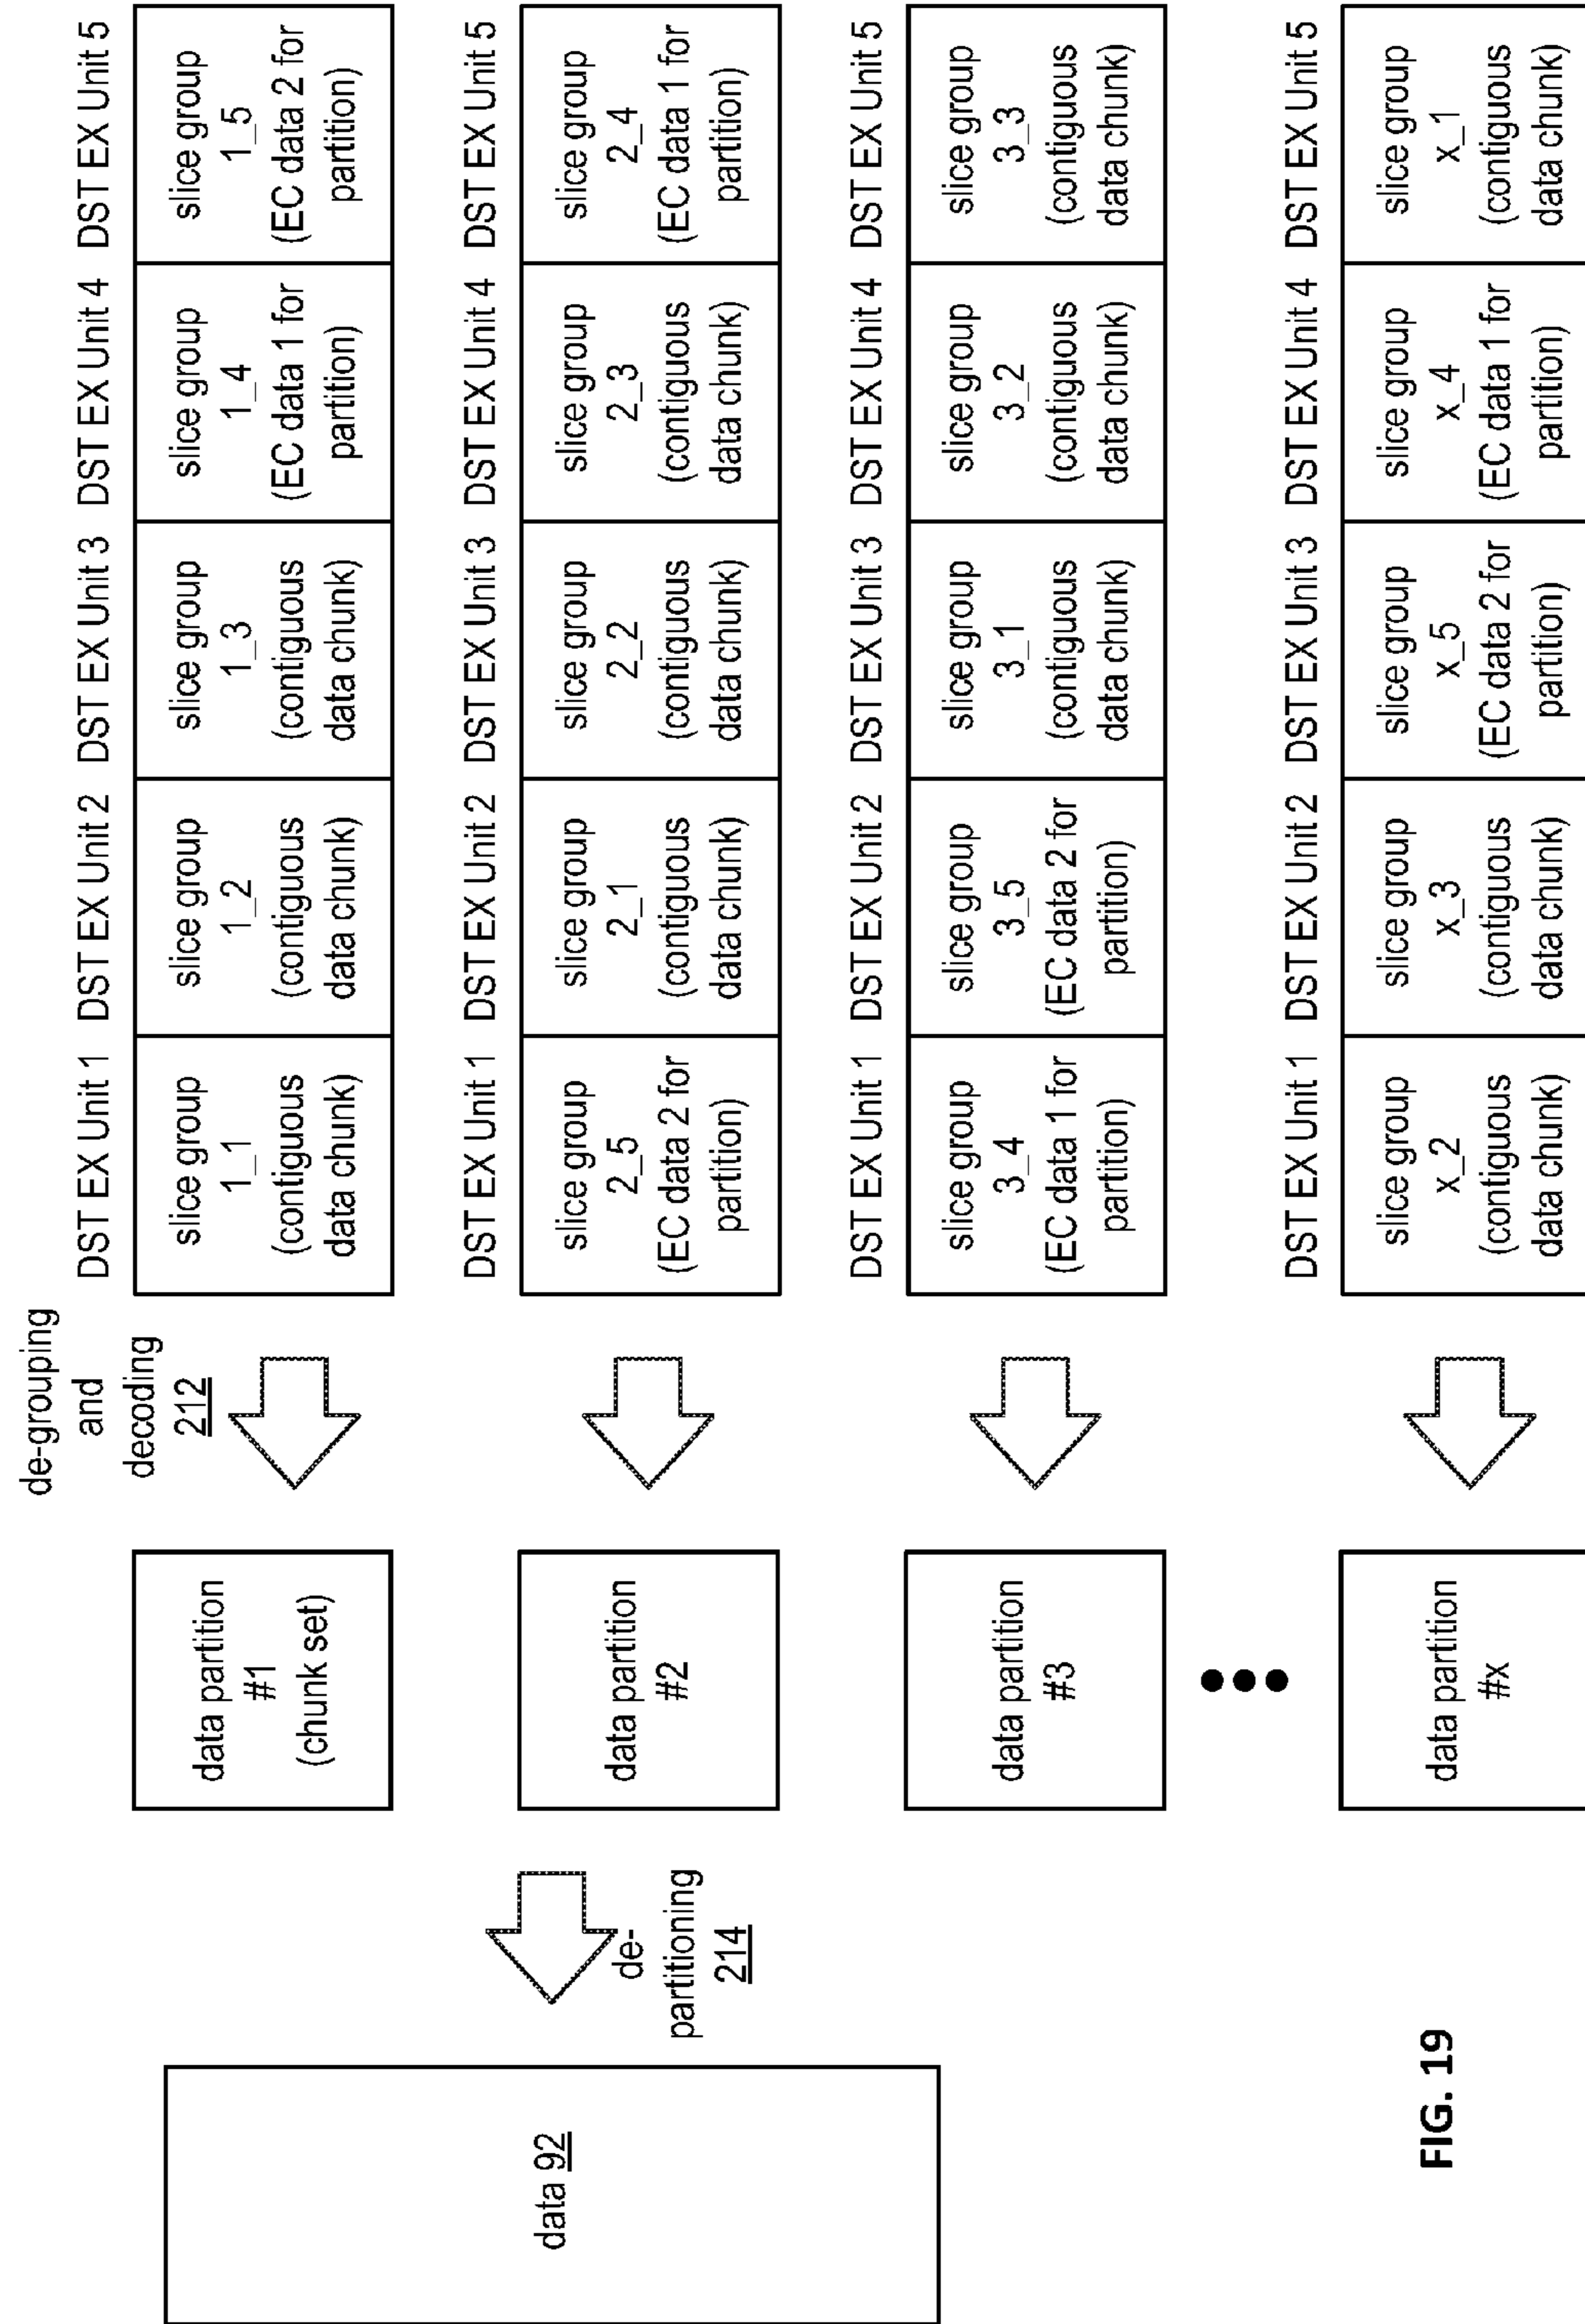 de-grouping
and
decoding
212
DST EX Unit 1 DST EX Unit 2 DST EX Unit 3 DST EX Unit 4 DST EX Unit 5
data partition
#1
(chunk set)
slice group
1_1
(contiguous
data chunk)
slice group
1_2
(contiguous
data chunk)
slice group
1_3
(contiguous
data chunk)
slice group
1_4
(EC data 1 for
partition)
slice group
1_5
(EC data 2 for
partition)
data 92
de-
partitioning
214
DST EX Unit 1 DST EX Unit 2 DST EX Unit 3 DST EX Unit 4 DST EX Unit 5
data partition
#2
slice group
2_5
(EC data 2 for
partition)
slice group
2_1
(contiguous
data chunk)
slice group
2_2
(contiguous
data chunk)
slice group
2_3
(contiguous
data chunk)
slice group
2_4
(EC data 1 for
partition)
DST EX Unit 1 DST EX Unit 2 DST EX Unit 3 DST EX Unit 4 DST EX Unit 5
data partition
#3
slice group
3_4
(EC data 1 for
partition)
slice group
3_5
(EC data 2 for
partition)
slice group
3_1
(contiguous
data chunk)
slice group
3_2
(contiguous
data chunk)
slice group
3_3
(contiguous
data chunk)
DST EX Unit 1 DST EX Unit 2 DST EX Unit 3 DST EX Unit 4 DST EX Unit 5
data partition
#x
slice group
x_2
(contiguous
data chunk)
slice group
x_3
(contiguous
data chunk)
slice group
x_5
(EC data 2 for
partition)
slice group
x_4
(EC data 1 for
partition)
slice group
x_1
(contiguous
data chunk)
FIG. 19